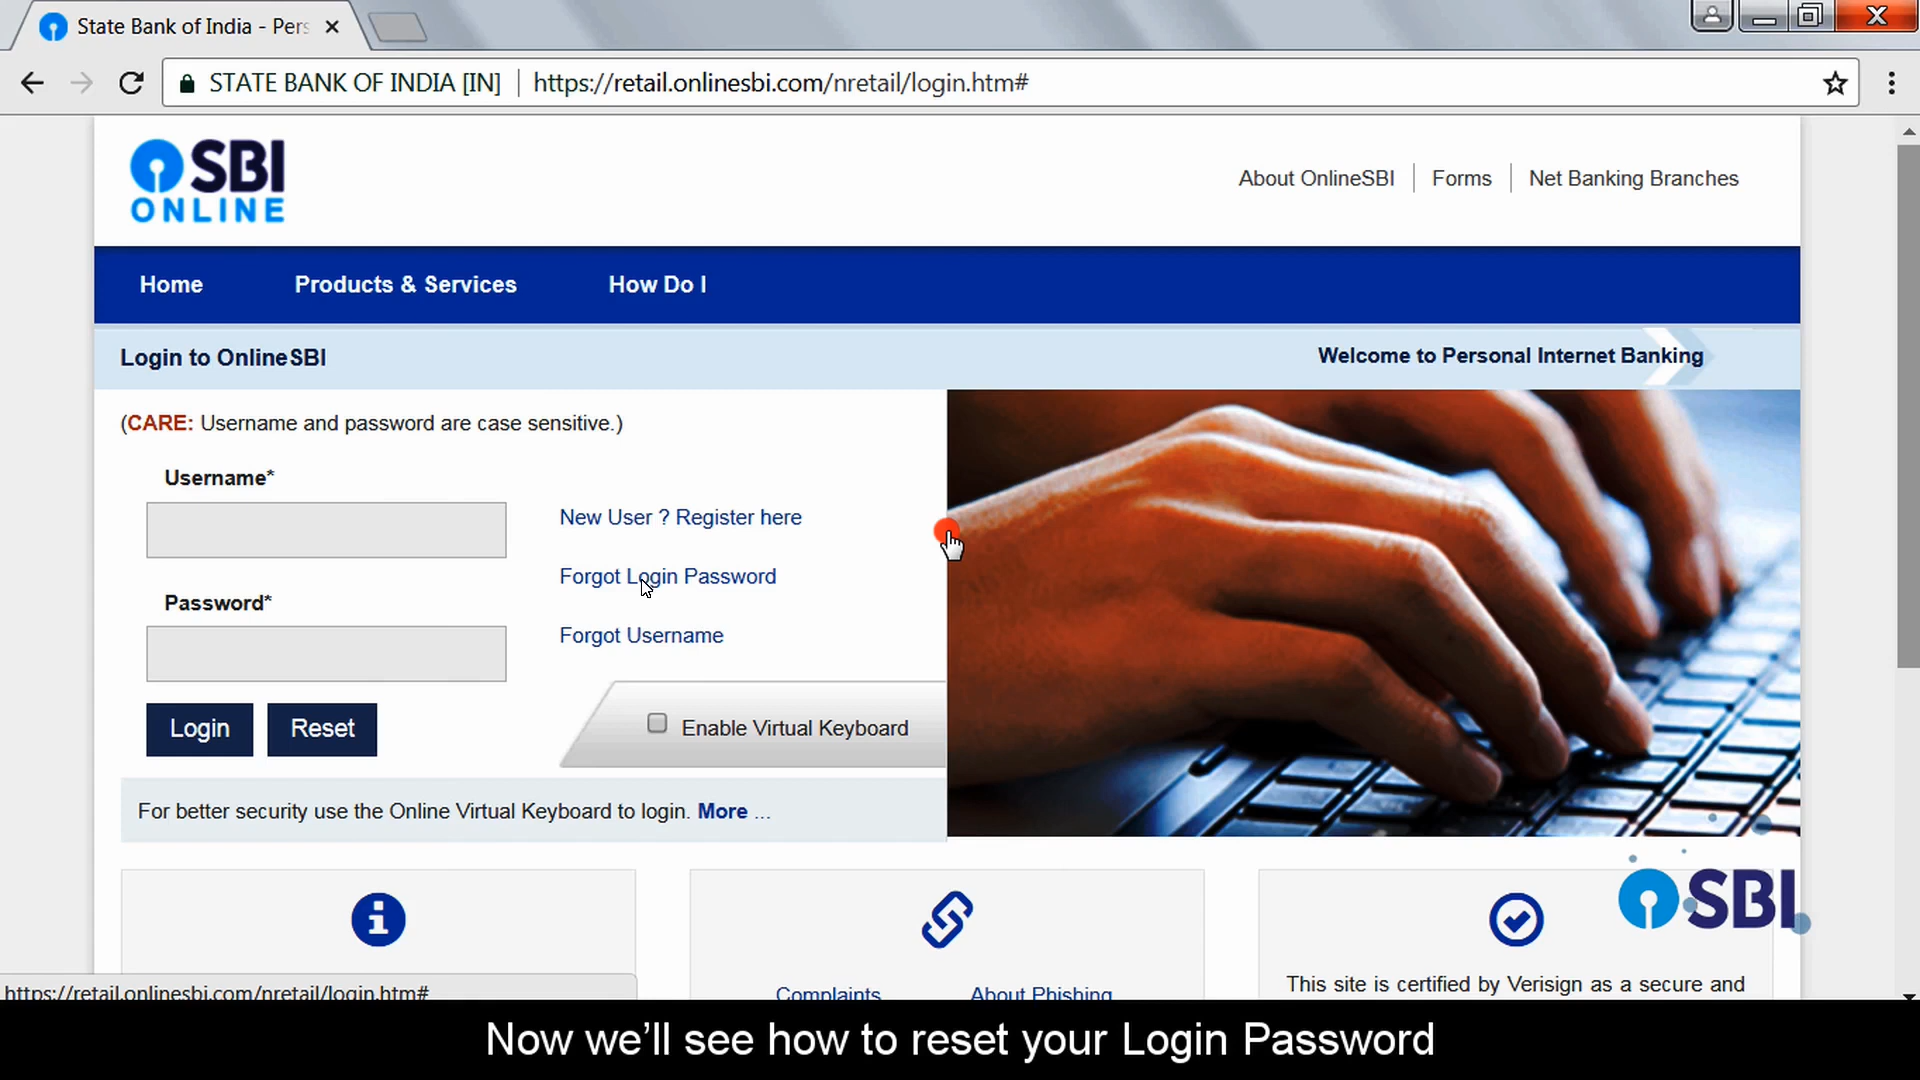 State Bank of India - Pers
STATE BANK OF INDIA [IN]
https://retail.onlinesbi.com/nretail/login.htm#
SBI
ONLINE
About OnlineSBI
Forms
Net Banking Branches
Home
Products & Services
How Do I
Login to OnlineSBI
Welcome to Personal Internet Banking
(CARE: Username and password are case sensitive.)
Username*
New User ? Register here
Forgot Login Password
Password*
Forgot Username
Login
Reset
Enable Virtual Keyboard
For better security use the Online Virtual Keyboard to login. More ...
SBI
Complaints
About Phishing
This site is certified by Verisign as a secure and
https://retail.onlinesbi.com/nretail/login.htm#
Now we’ll see how to reset your Login Password